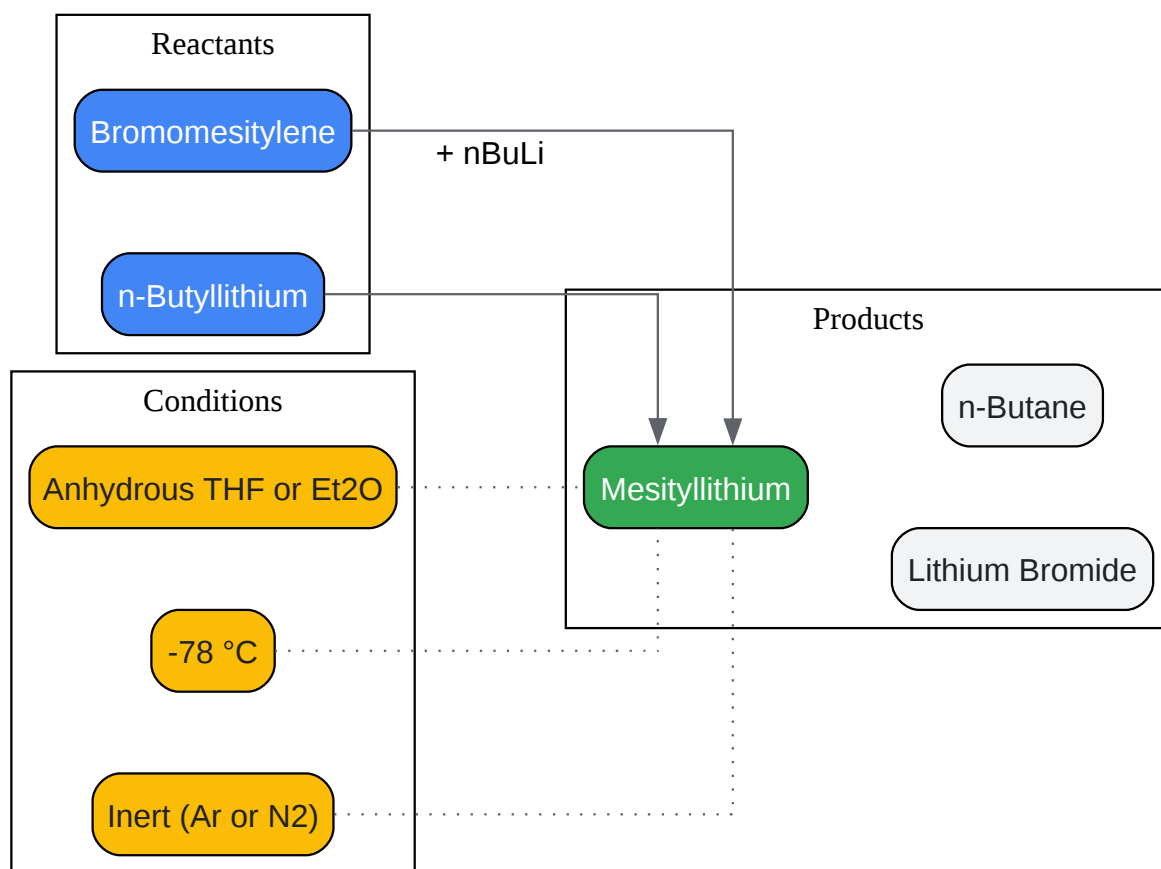 Reactants
Bromomesitylene
+ nBuLi
n-Butyllithium
Products
Conditions
n-Butane
Anhydrous THF or Et2O
Mesityllithium
Lithium Bromide
-78 °C
Inert (Ar or N2)